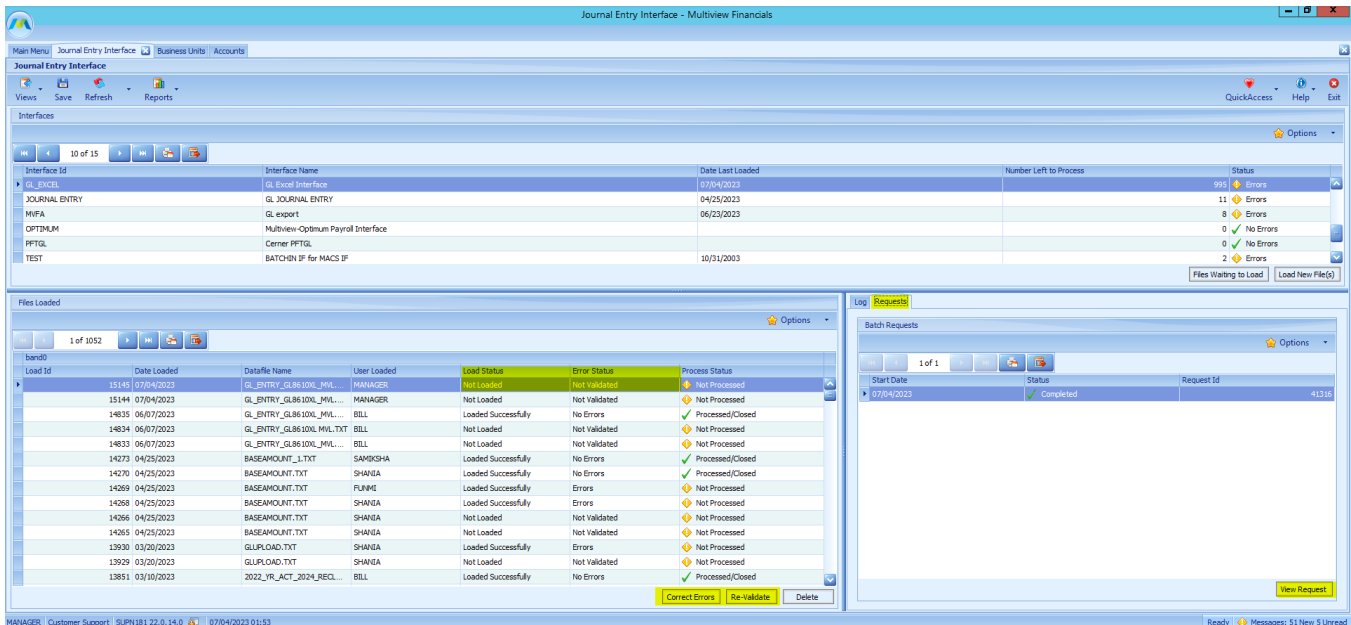 Journal Entry Interface - Multiview Financials
Main Menu Journal Entry Interface Business Units Accounts
Journal Entry Interface
Views Save Refresh Reports QuickAccess Help Exit
Interfaces
Options
10 of 15
Interface Id Interface Name Date Last Loaded Number Left to Process Status
GL_EXCEL GL Excel Interface 07/04/2023 995 Errors
JOURNAL ENTRY GL JOURNAL ENTRY 04/25/2023 11 Errors
MVFA GL export 06/23/2023 8 Errors
OPTIMUM Multiview-Optimum Payroll Interface 0 No Errors
PFTGL Cerner PFTGL 0 No Errors
TEST BATCHIN IF for MACS IF 10/31/2003 2 Errors
Files Waiting to Load Load New File(s)
Files Loaded
Options
1 of 1052
band0
Load Id Date Loaded Datafile Name User Loaded Load Status Error Status Process Status
15145 07/04/2023 GL_ENTRY_GL8610XL_MVL.... MANAGER Not Loaded Not Validated Not Processed
15144 07/04/2023 GL_ENTRY_GL8610XL_MVL.... MANAGER Not Loaded Not Validated Not Processed
14835 06/07/2023 GL_ENTRY_GL8610XL_MVL.... BILL Loaded Successfully No Errors Processed/Closed
14834 06/07/2023 GL_ENTRY_GL8610XL MVL.TXT BILL Not Loaded Not Validated Not Processed
14833 06/07/2023 GL_ENTRY_GL8610XL_MVL.... BILL Not Loaded Not Validated Not Processed
14273 04/25/2023 BASEAMOUNT_1.TXT SAMIKSHA Loaded Successfully No Errors Processed/Closed
14270 04/25/2023 BASEAMOUNT.TXT SHANIA Loaded Successfully No Errors Processed/Closed
14269 04/25/2023 BASEAMOUNT.TXT FUNMI Loaded Successfully Errors Not Processed
14268 04/25/2023 BASEAMOUNT.TXT SHANIA Loaded Successfully Errors Not Processed
14266 04/25/2023 BASEAMOUNT.TXT SHANIA Not Loaded Not Validated Not Processed
14265 04/25/2023 BASEAMOUNT.TXT SHANIA Not Loaded Not Validated Not Processed
13930 03/20/2023 GLUPLOAD.TXT SHANIA Loaded Successfully Errors Not Processed
13929 03/20/2023 GLUPLOAD.TXT SHANIA Not Loaded Not Validated Not Processed
13851 03/10/2023 2022_YR_ACT_2024_RECL... BILL Loaded Successfully No Errors Processed/Closed
Correct Errors Re-Validate Delete
Log Requests
Batch Requests
Options
1 of 1
Start Date Status Request Id
07/04/2023 Completed 41316
View Request
MANAGER Customer Support SUPN181 22.0.14.0 07/04/2023 01:53 Ready Messages: 51 New 5 Unread